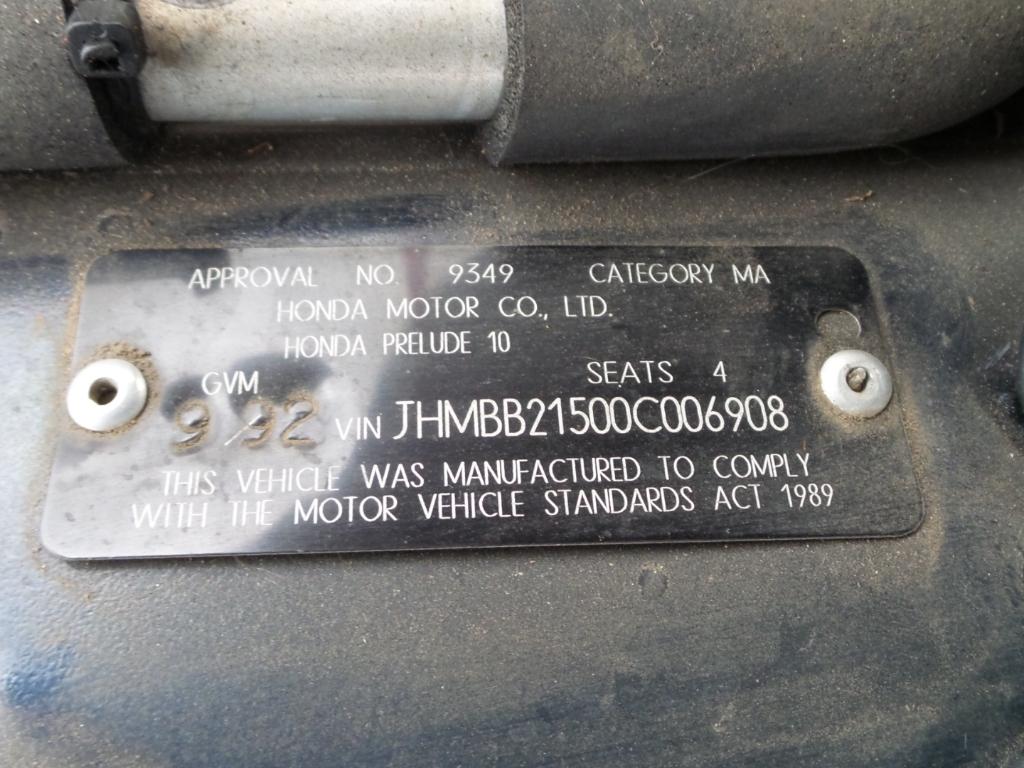 APPROVAL NO. 9349 CATEGORY MA
HONDA MOTOR CO., LTD.
HONDA PRELUDE 10
GVM SEATS 4
9/92 VIN JHMBB21500C006908
THIS VEHICLE WAS MANUFACTURED TO COMPLY
WITH THE MOTOR VEHICLE STANDARDS ACT 1989